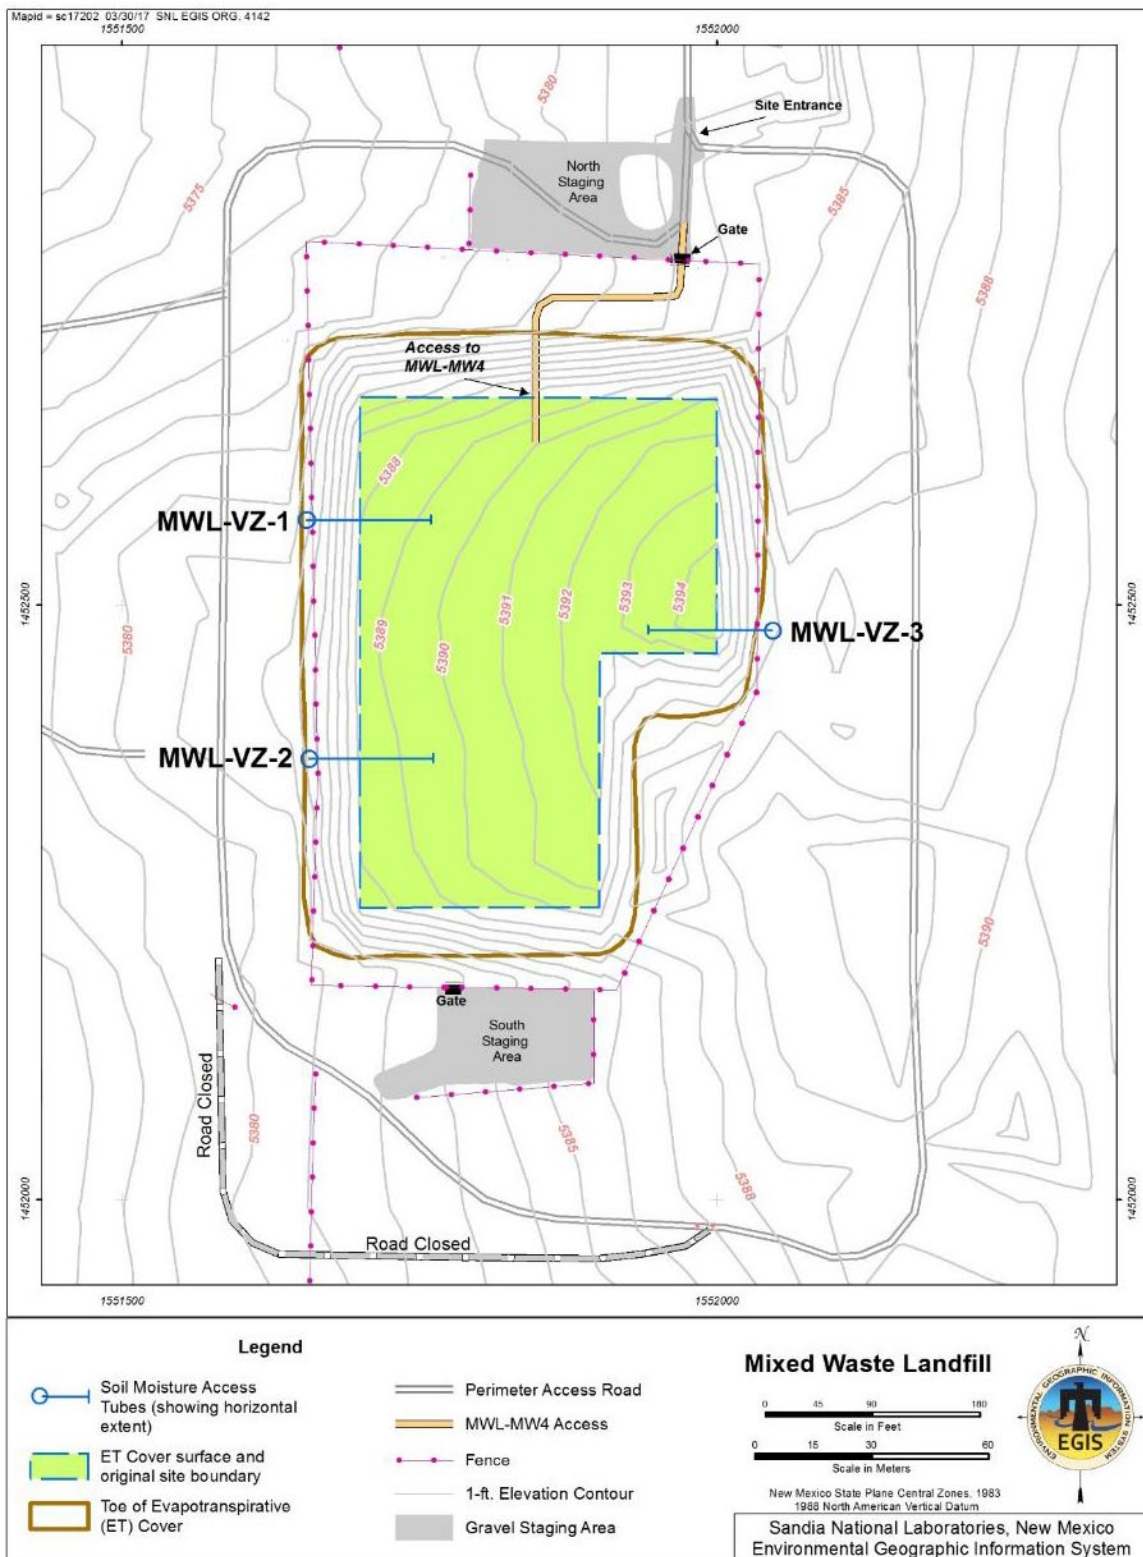 Mapid = sc17202 03/30/17 SNL EGIS ORG. 4142
1551500
1552000
5380
Site Entrance
North
Staging
Area
5375
5385
Gate
5388
Access to
MWL-MW4
5388
MWL-VZ-1
1452500
1452500
5394
5393
5392
5391
5389
5390
5380
MWL-VZ-3
MWL-VZ-2
5390
Gate
South
Staging
Area
Road Closed
5380
5385
5388
1452000
1452000
Road Closed
1551500
1552000
Legend
Soil Moisture Access
Tubes (showing horizontal
extent)
ET Cover surface and
original site boundary
Toe of Evapotranspirative
(ET) Cover
Perimeter Access Road
MWL-MW4 Access
Fence
1-ft. Elevation Contour
Gravel Staging Area
Mixed Waste Landfill
0 45 90 180
Scale in Feet
0 15 30 60
Scale in Meters
New Mexico State Plane Central Zones, 1983
1988 North American Vertical Datum
N
ENVIRONMENTAL GEOGRAPHIC INFORMATION SYSTEM
EGIS
Sandia National Laboratories, New Mexico
Environmental Geographic Information System